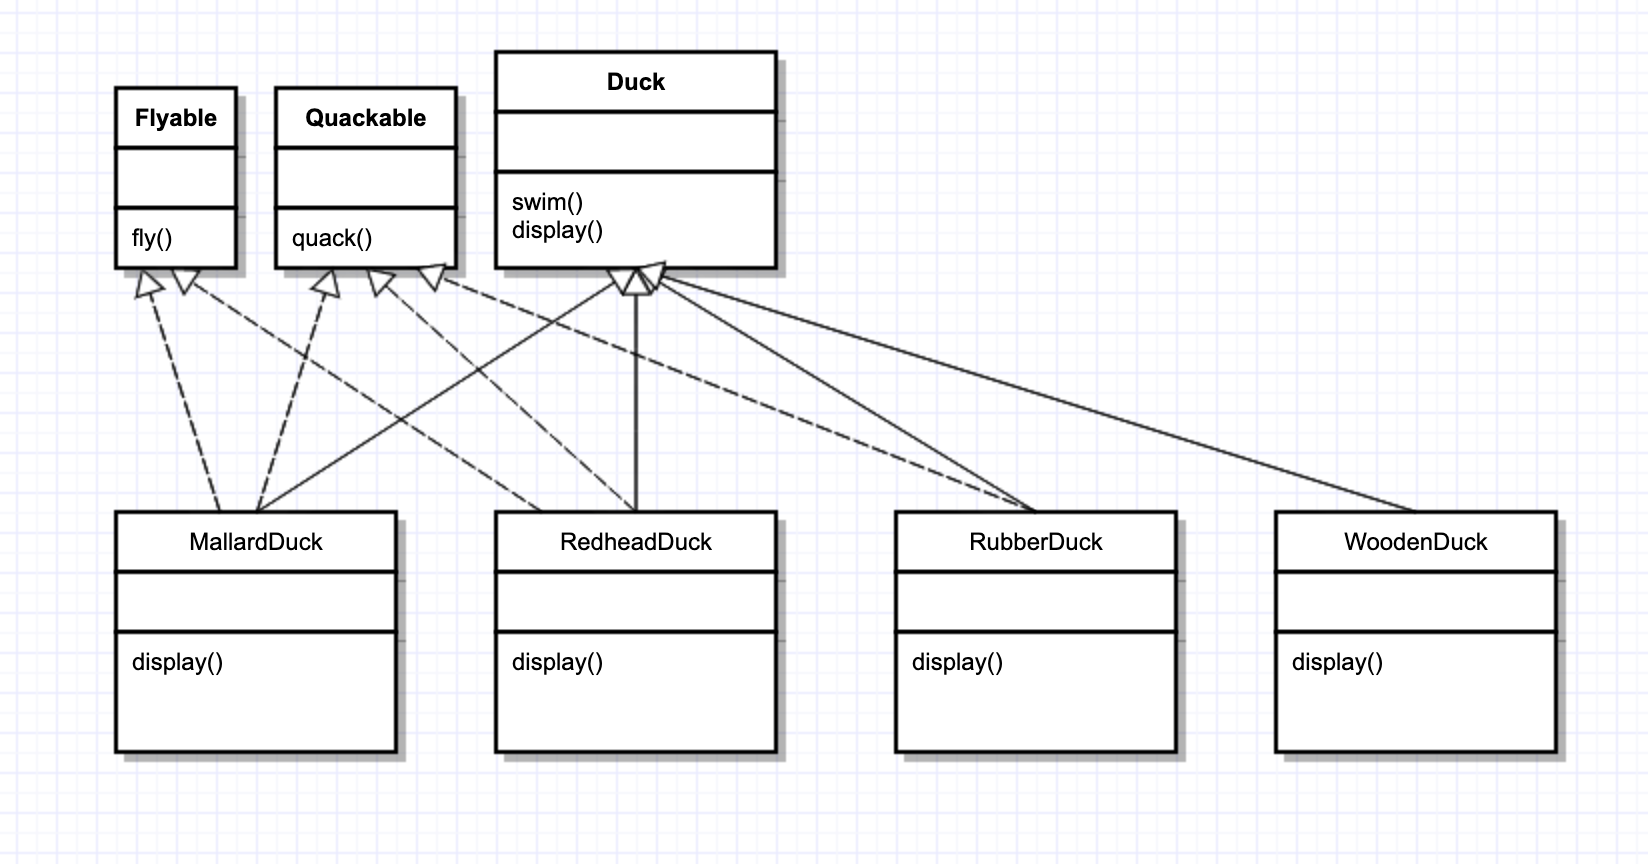 Flyable
fly()
Quackable
quack()
Duck
swim()
display()
MallardDuck
display()
RedheadDuck
display()
RubberDuck
display()
WoodenDuck
display()